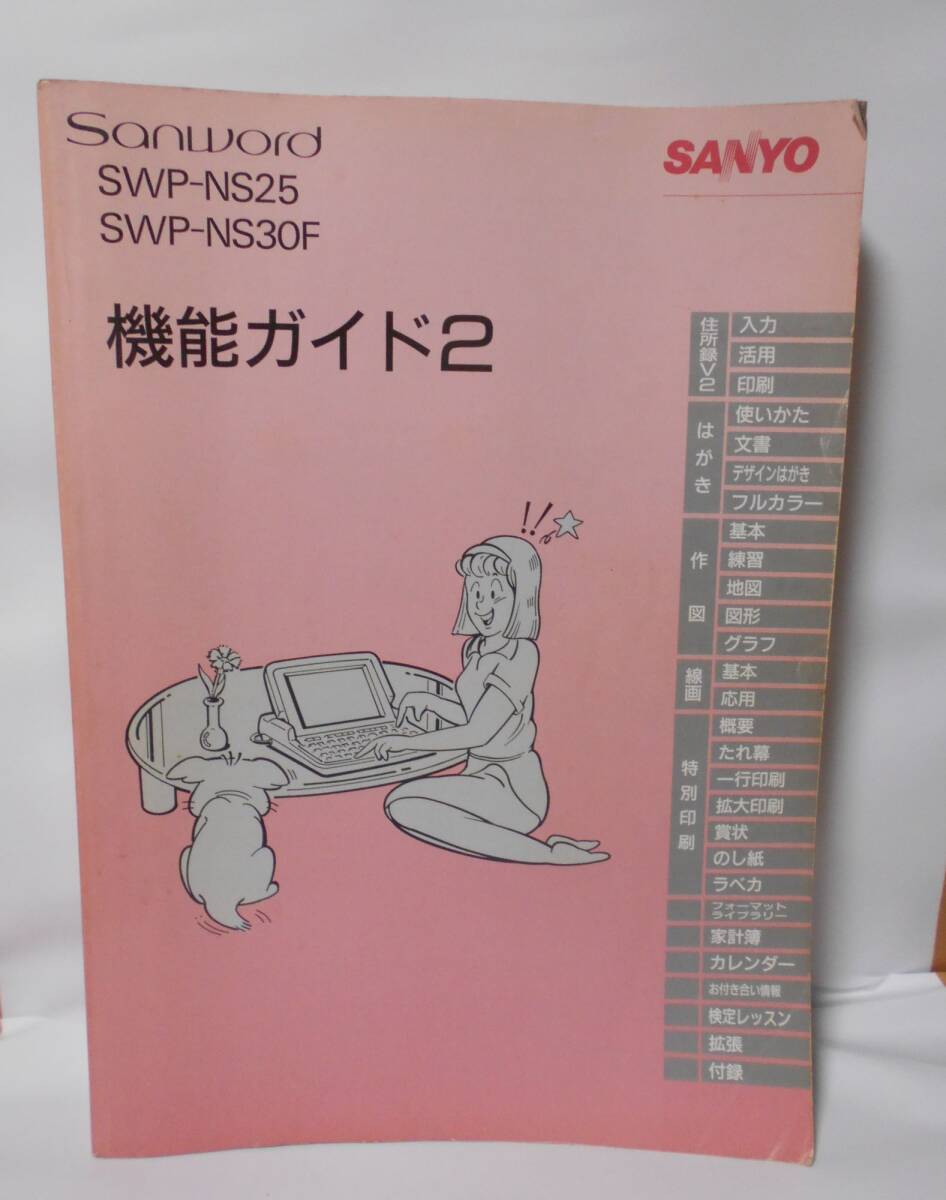 Sanword
SWP-NS25
SWP-NS30F
SANYO
機能ガイド2
!!
住所録V2
入力
活用
印刷
はがき
使いかた
文書
デザインはがき
フルカラー
作図
基本
練習
地図
図形
グラフ
線画
基本
応用
特別印刷
概要
たれ幕
一行印刷
拡大印刷
賞状
のし紙
ラベカ
フォーマット
ライブラリー
家計簿
カレンダー
お付き合い情報
検定レッスン
拡張
付録